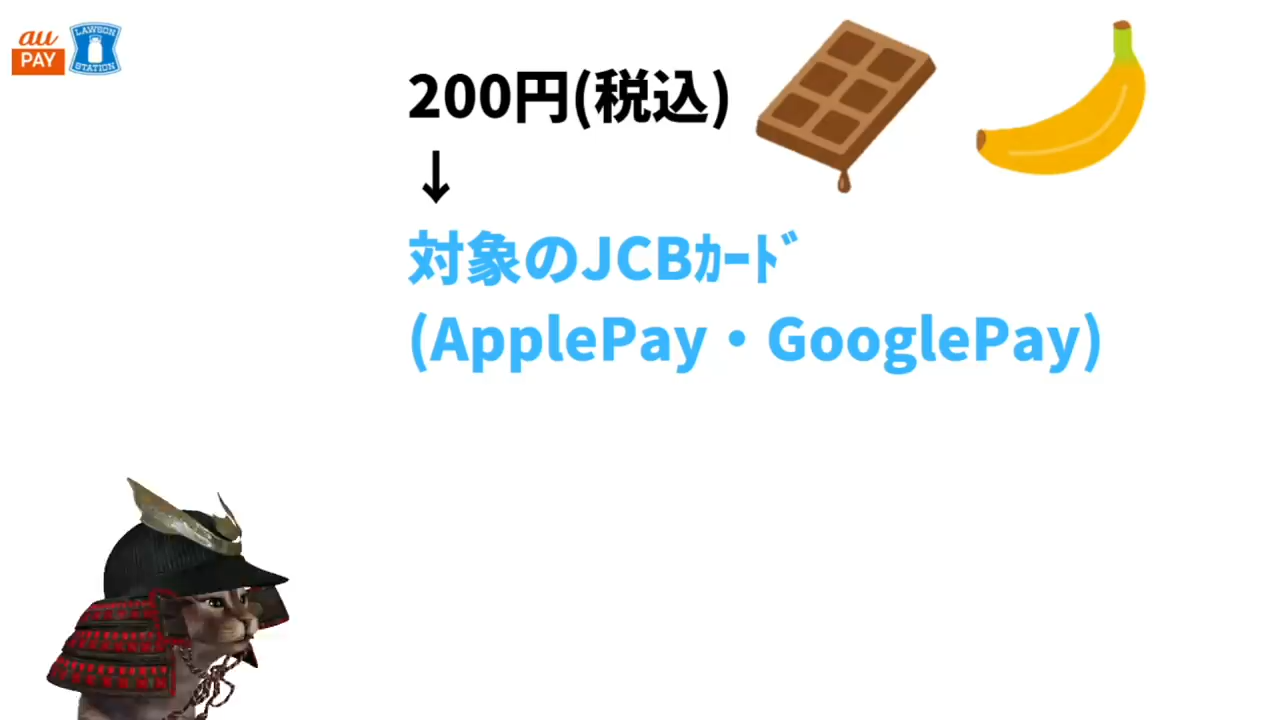 au
PAY
LAWSON
STATION
200円(税込)
↓
対象のJCBｶｰﾄﾞ
(ApplePay・GooglePay)